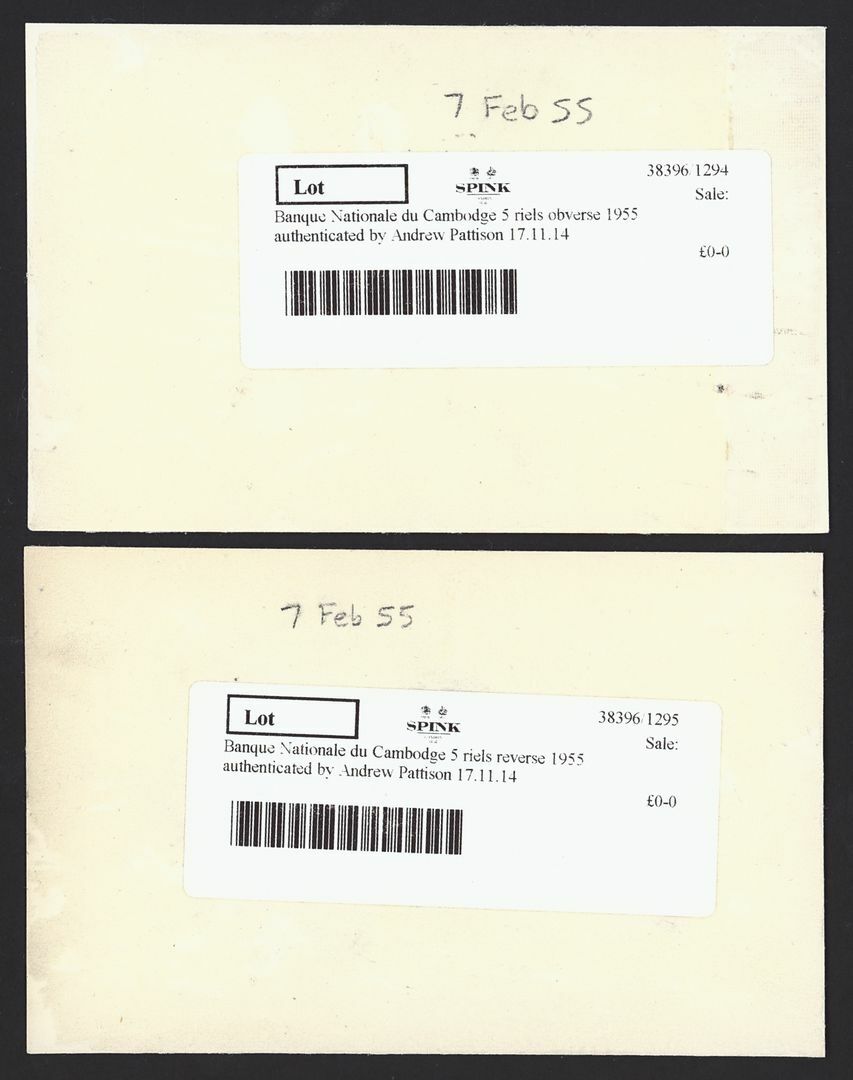 7 Feb 55
Lot
SPINK
38396/1294
Sale:
Banque Nationale du Cambodge 5 riels obverse 1955
authenticated by Andrew Pattison 17.11.14
£0-0
7 Feb 55
Lot
SPINK
38396/1295
Sale:
Banque Nationale du Cambodge 5 riels reverse 1955
authenticated by Andrew Pattison 17.11.14
£0-0